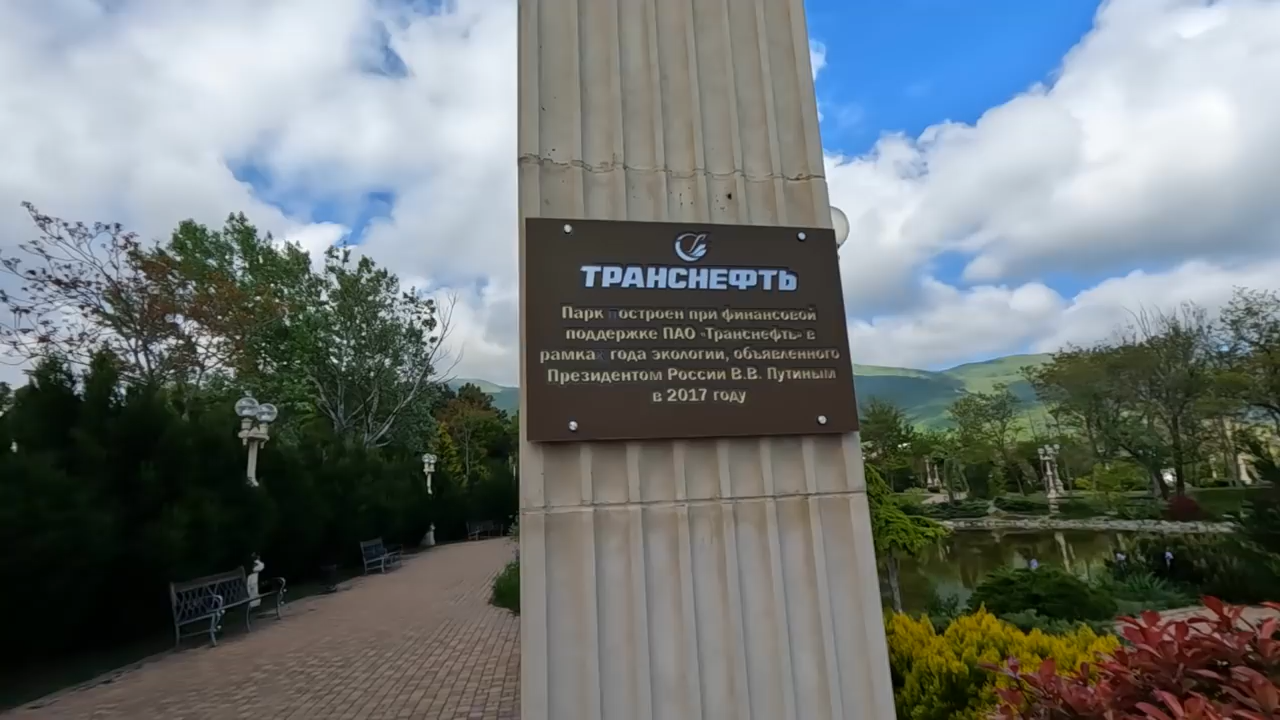 ТРАНСНЕФТЬ
Парк построен при финансовой
поддержке ПАО «Транснефть» в
рамках года экологии, объявленного
Президентом России В.В. Путиным
в 2017 году